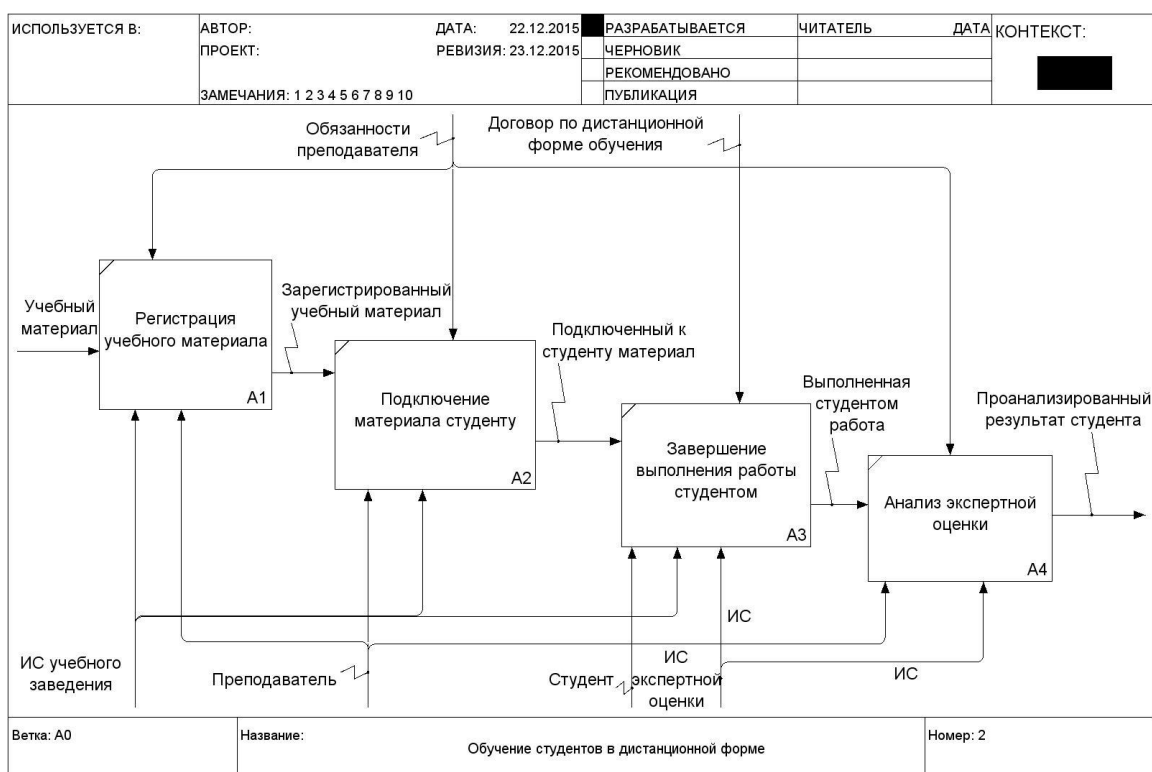 ИСПОЛЬЗУЕТСЯ В:
АВТОР:
ДАТА: 22.12.2015
РАЗРАБАТЫВАЕТСЯ
ЧИТАТЕЛЬ
ДАТА
КОНТЕКСТ:
ПРОЕКТ:
РЕВИЗИЯ: 23.12.2015
ЧЕРНОВИК
РЕКОМЕНДОВАНО
ЗАМЕЧАНИЯ: 1 2 3 4 5 6 7 8 9 10
ПУБЛИКАЦИЯ
Обязанности
преподавателя
Договор по дистанционной
форме обучения
Учебный
материал
Регистрация
учебного материала
A1
Зарегистрированный
учебный материал
Подключение
материала студенту
A2
Подключенный к
студенту материал
Завершение
выполнения работы
студентом
A3
Выполненная
студентом
работа
Анализ экспертной
оценки
A4
Проанализированный
результат студента
ИС учебного
заведения
Преподаватель
Студент
ИС
экспертной
оценки
ИС
ИС
Ветка: A0
Название:
Обучение студентов в дистанционной форме
Номер: 2